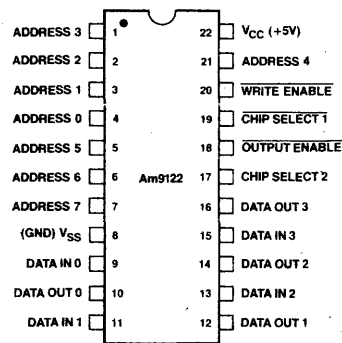 ADDRESS 3 1 22 VCC (+5V)
ADDRESS 2 2 21 ADDRESS 4
ADDRESS 1 3 20 WRITE ENABLE
ADDRESS 0 4 19 CHIP SELECT 1
ADDRESS 5 5 18 OUTPUT ENABLE
ADDRESS 6 6 Am9122 17 CHIP SELECT 2
ADDRESS 7 7 16 DATA OUT 3
(GND) VSS 8 15 DATA IN 3
DATA IN 0 9 14 DATA OUT 2
DATA OUT 0 10 13 DATA IN 2
DATA IN 1 11 12 DATA OUT 1